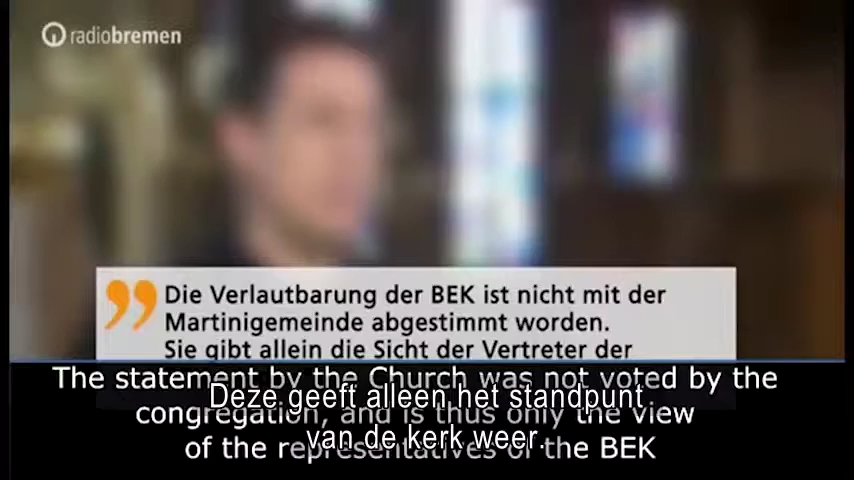 radiobremen
Die Verlautbarung der BEK ist nicht mit der
Martinigemeinde abgestimmt worden.
Sie gibt allein die Sicht der Vertreter der
The statement by the Church was not voted by the
congregation, and is thus only the view
of the representatives of the BEK
Deze geeft alleen het standpunt
van de kerk weer.